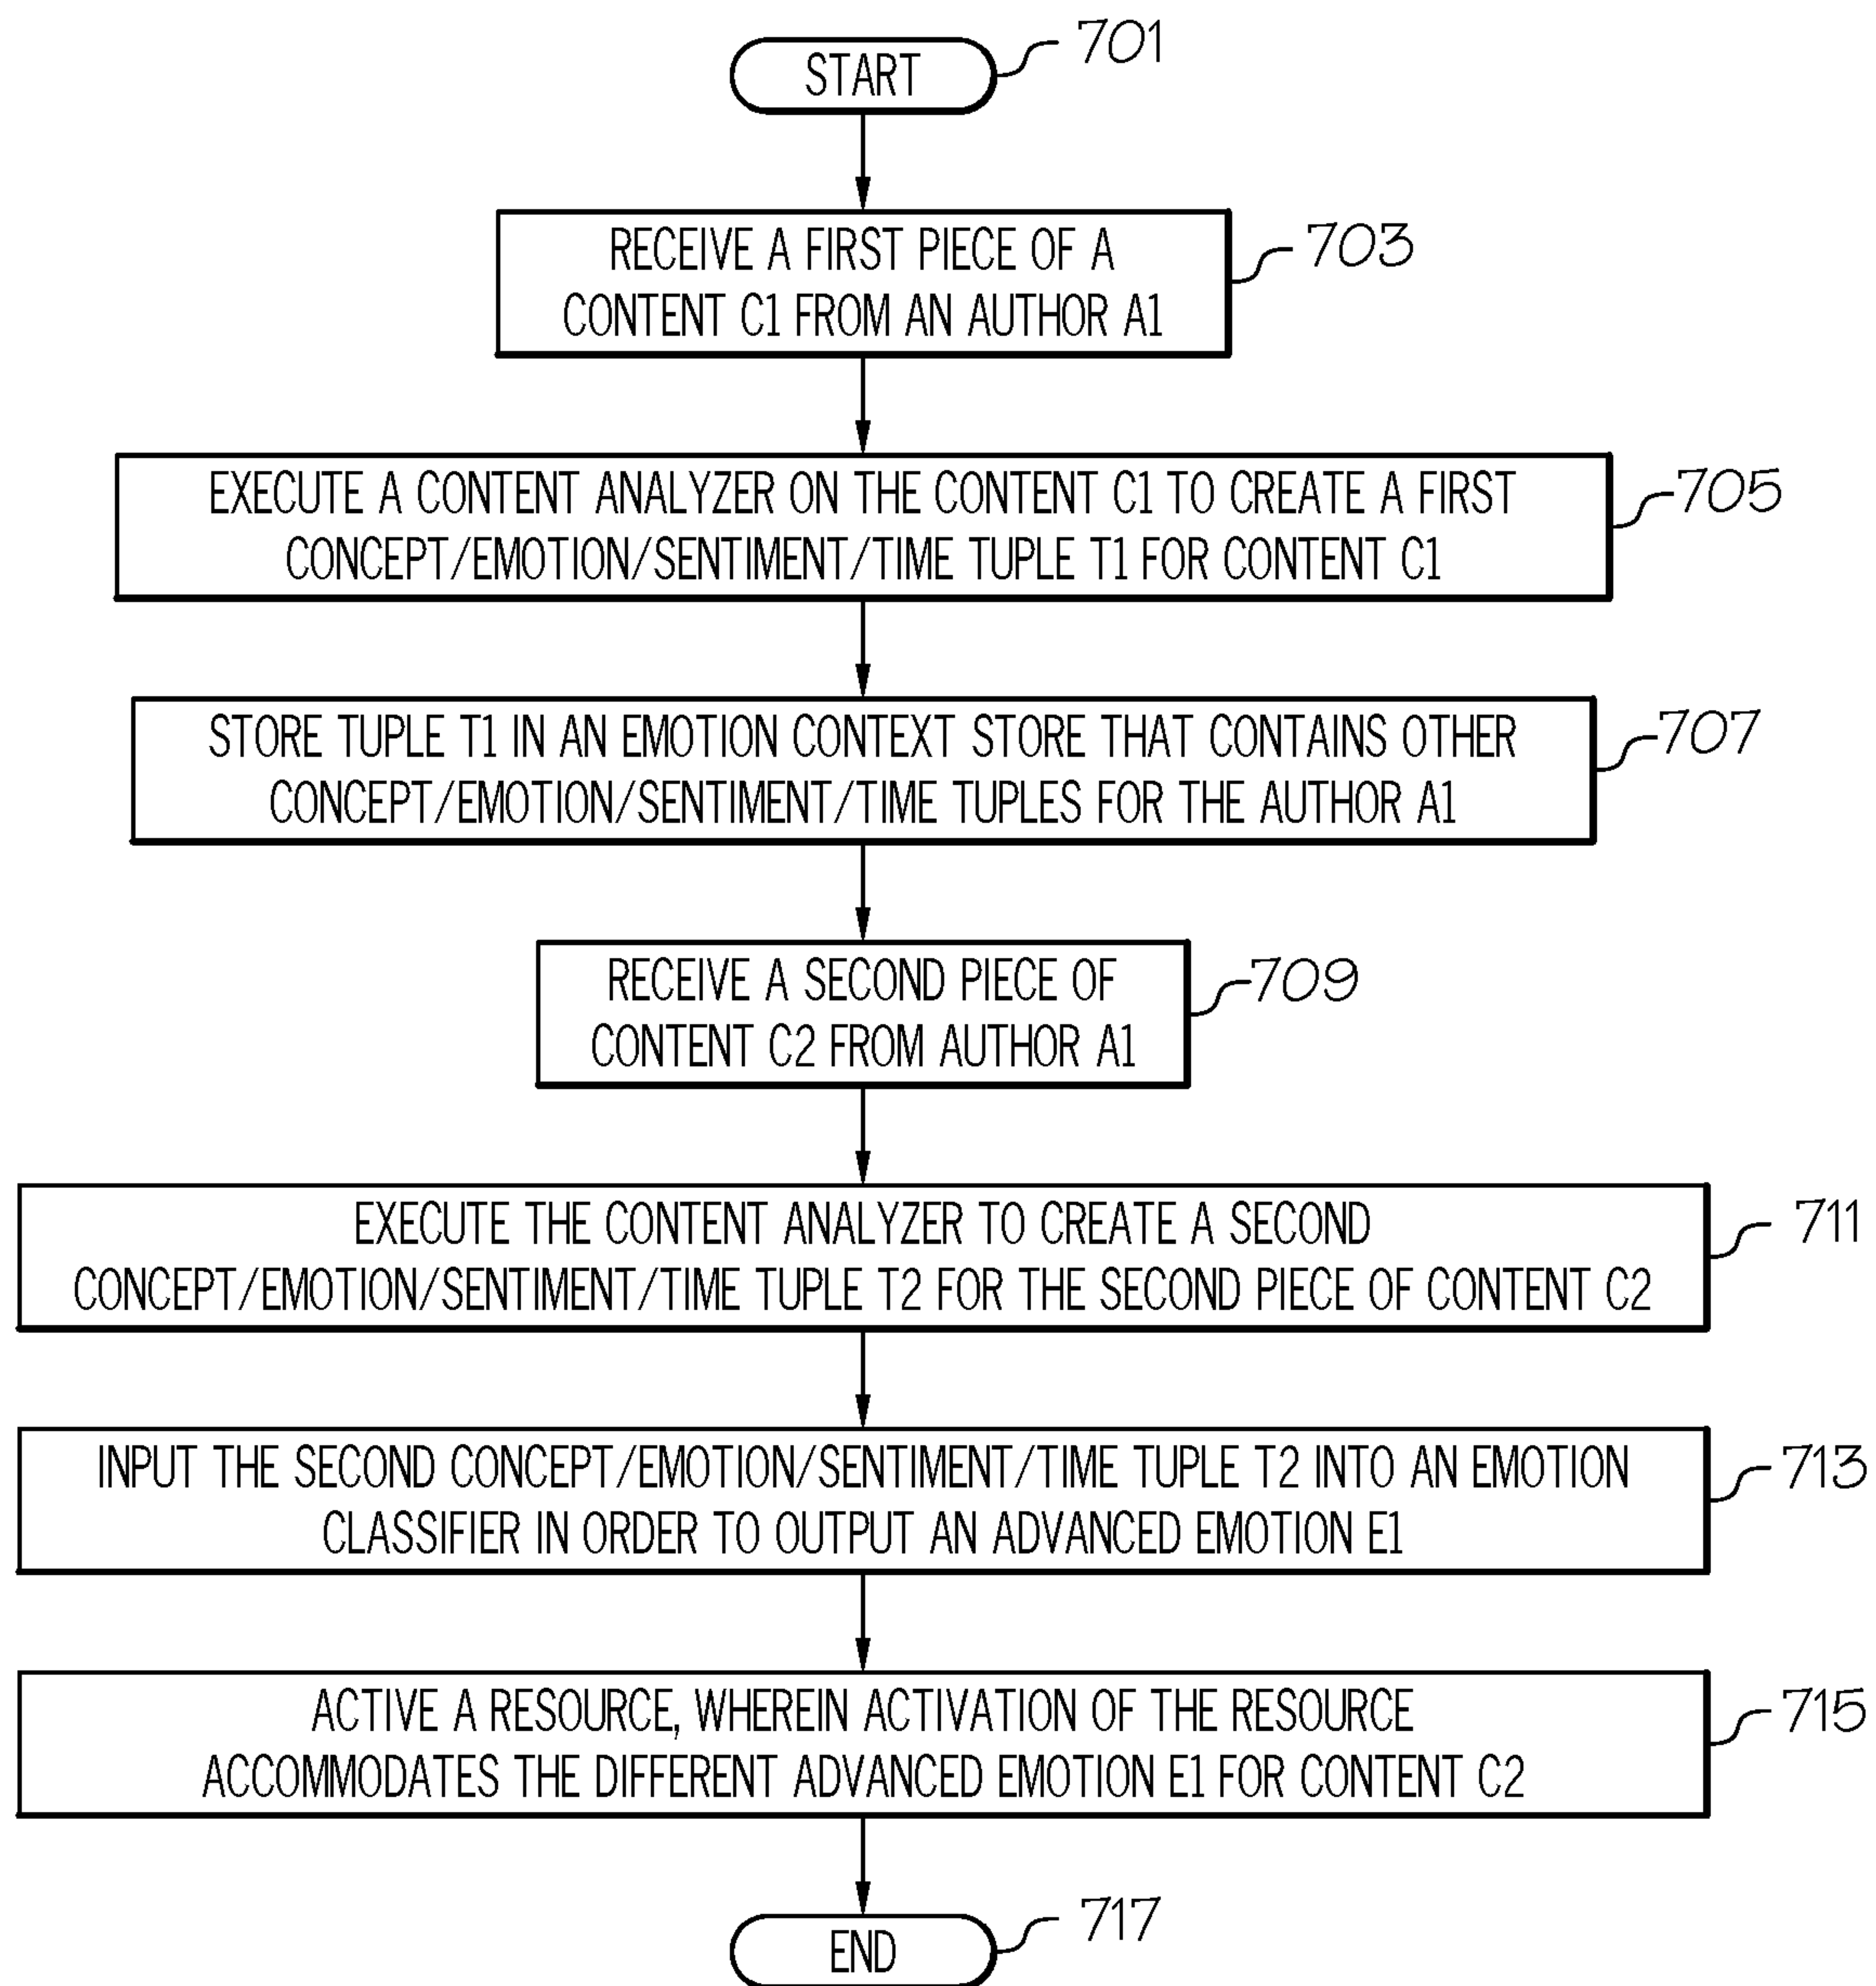 START
701
RECEIVE A FIRST PIECE OF A
CONTENT C1 FROM AN AUTHOR A1
703
EXECUTE A CONTENT ANALYZER ON THE CONTENT C1 TO CREATE A FIRST
CONCEPT/EMOTION/SENTIMENT/TIME TUPLE T1 FOR CONTENT C1
705
STORE TUPLE T1 IN AN EMOTION CONTEXT STORE THAT CONTAINS OTHER
CONCEPT/EMOTION/SENTIMENT/TIME TUPLES FOR THE AUTHOR A1
707
RECEIVE A SECOND PIECE OF
CONTENT C2 FROM AUTHOR A1
709
EXECUTE THE CONTENT ANALYZER TO CREATE A SECOND
CONCEPT/EMOTION/SENTIMENT/TIME TUPLE T2 FOR THE SECOND PIECE OF CONTENT C2
711
INPUT THE SECOND CONCEPT/EMOTION/SENTIMENT/TIME TUPLE T2 INTO AN EMOTION
CLASSIFIER IN ORDER TO OUTPUT AN ADVANCED EMOTION E1
713
ACTIVE A RESOURCE, WHEREIN ACTIVATION OF THE RESOURCE
ACCOMMODATES THE DIFFERENT ADVANCED EMOTION E1 FOR CONTENT C2
715
END
717